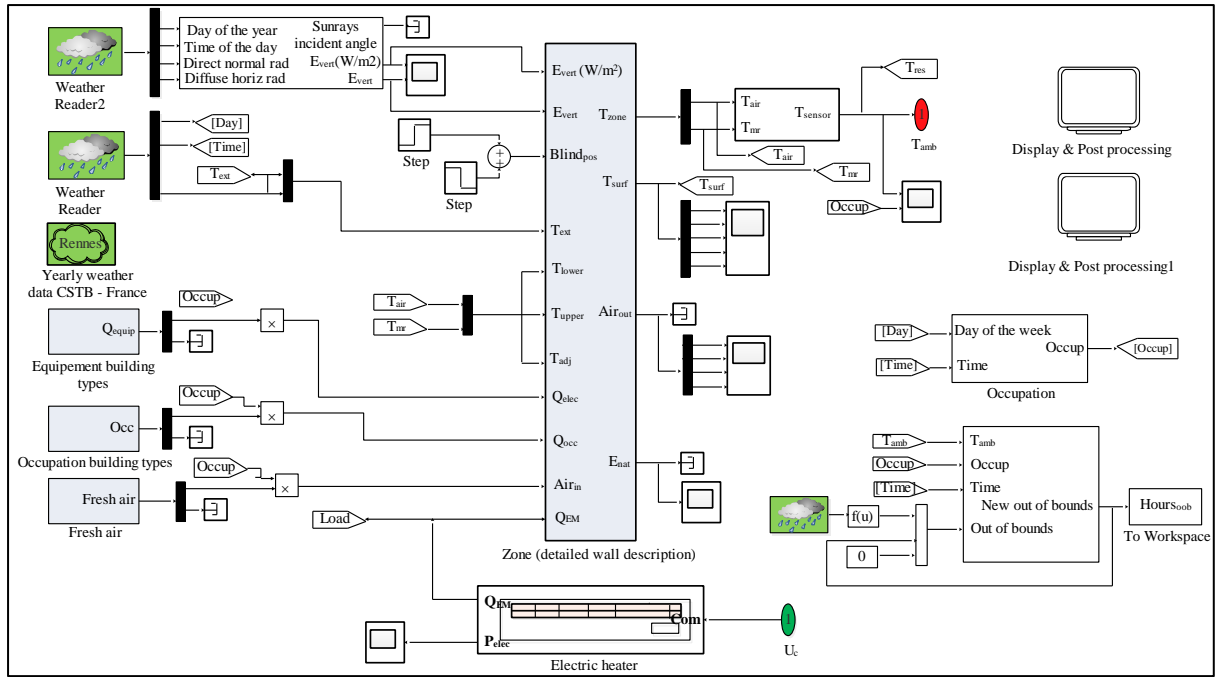 Day of the year
Time of the day
Direct normal rad
Diffuse horiz rad
Sunrays
incident angle
Evert(W/m2)
Evert
Weather
Reader2
[Day]
[Time]
Text
Weather
Reader
Rennes
Yearly weather
data CSTB - France
Step
Step
+
+
Evert (W/m²)
Evert
Blindpos
Text
Tlower
Tupper
Tadj
Qelec
Qocc
Airin
QEM
Tzone
Tsurf
Airout
Enat
Zone (detailed wall description)
Tair
Tmr
Tsensor
Tres
1
Tamb
Tair
Tmr
Tsurf
Occup
Display & Post processing
Display & Post processing1
Tair
Tmr
Occup
Qequip
×
Equipement building
types
Occup
Occ
×
Occupation building types
Occup
Fresh air
×
Fresh air
Load
[Day]
[Time]
Day of the week
Occup
Time
[Occup]
Occupation
Tamb
Occup
[Time]
Tamb
Occup
Time
New out of bounds
Out of bounds
f(u)
0
Hoursoob
To Workspace
QEM
Pelec
Com
Electric heater
1
Uc